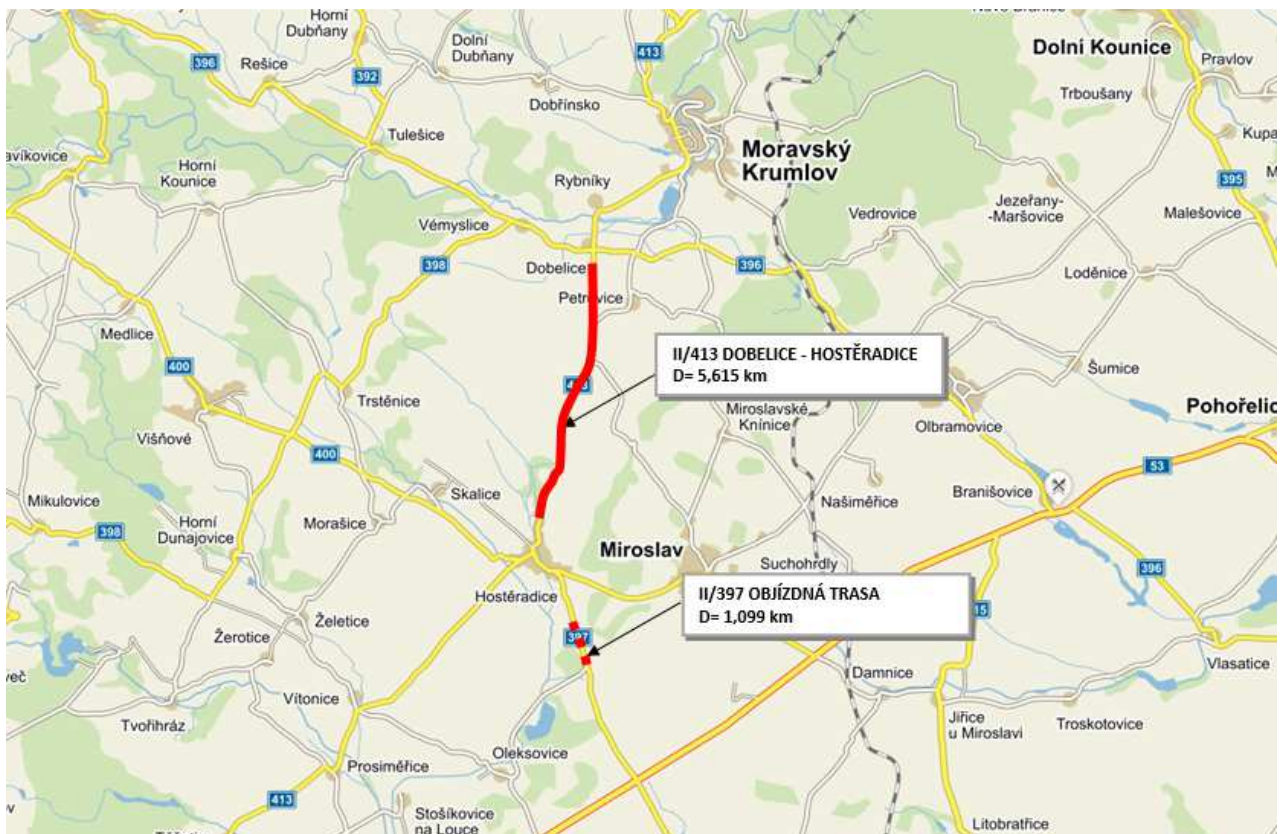 Horní
Dubňany
396
Řešice
392
Dolní
Dubňany
413
Dobřínsko
Dolní Kounice
Pravlov
Trboušany
Tulešice
Moravský
Krumlov
Horní
Kounice
Rybníky
395
Jezeřany-
-Maršovice
Malešovice
Vémyslice
Vedrovice
398
Dobelice
396
Loděnice
Petrovice
Medlice
II/413 DOBELICE - HOSTĚRADICE
D= 5,615 km
400
Trstěnice
Šumice
Miroslavské
Knínice
Višňové
Olbramovice
400
53
Skalice
Mikulovice
Našiměřice
Branišovice
Horní
Dunajovice
Morašice
398
Miroslav
Suchohrdly
396
Hostěradice
II/397 OBJÍZDNÁ TRASA
D= 1,099 km
Želetice
Žerotice
397
Vlasatice
Damnice
Vítonice
Tvořihráz
Jiřice
u Miroslavi
Troskotovice
Oleksovice
Prosiměřice
413
Stošíkovice
na Louce
Litobratřice